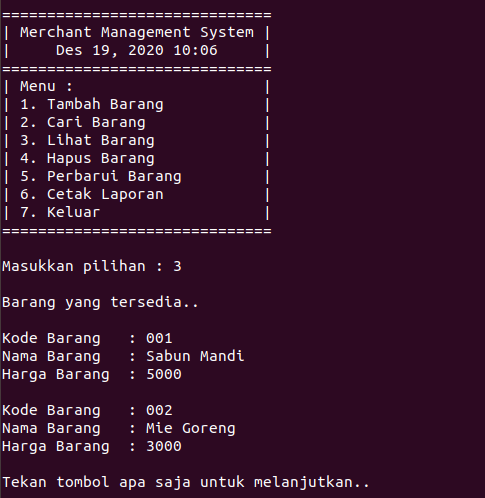 ==============================
| Merchant Management System |
|     Des 19, 2020 10:06     |
==============================
| Menu :                     |
| 1. Tambah Barang           |
| 2. Cari Barang             |
| 3. Lihat Barang            |
| 4. Hapus Barang            |
| 5. Perbarui Barang         |
| 6. Cetak Laporan           |
| 7. Keluar                  |
==============================

Masukkan pilihan : 3

Barang yang tersedia..

Kode Barang   : 001
Nama Barang   : Sabun Mandi
Harga Barang  : 5000

Kode Barang   : 002
Nama Barang   : Mie Goreng
Harga Barang  : 3000

Tekan tombol apa saja untuk melanjutkan..